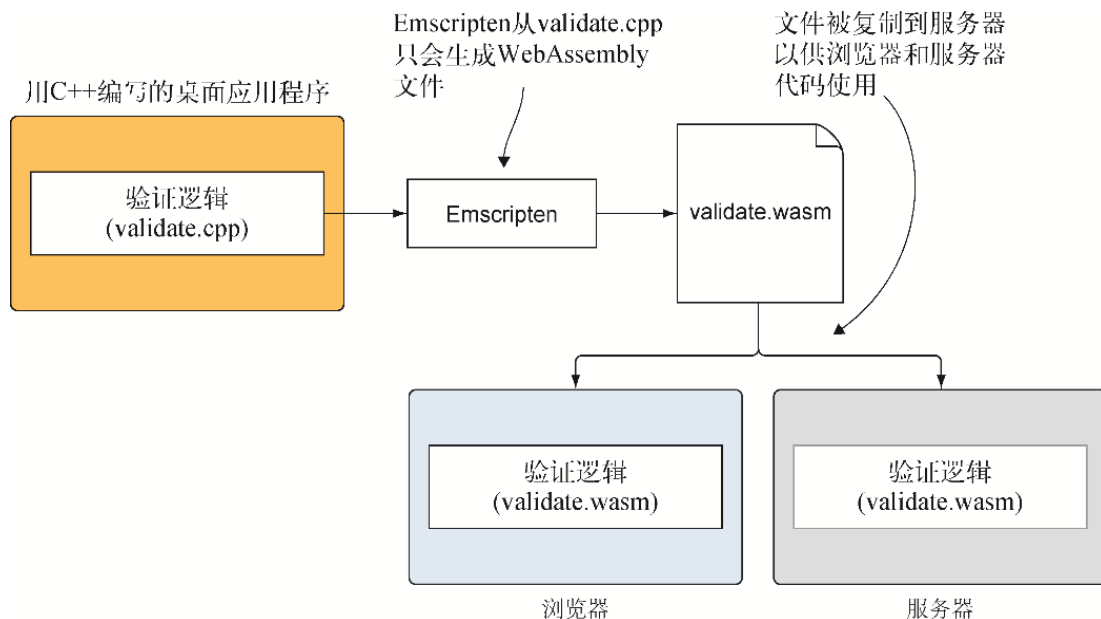 Emscripten从validate.cpp
只会生成WebAssembly
文件
文件被复制到服务器
以供浏览器和服务器
代码使用
用C++编写的桌面应用程序
验证逻辑
(validate.cpp)
Emscripten
validate.wasm
验证逻辑
(validate.wasm)
验证逻辑
(validate.wasm)
浏览器
服务器